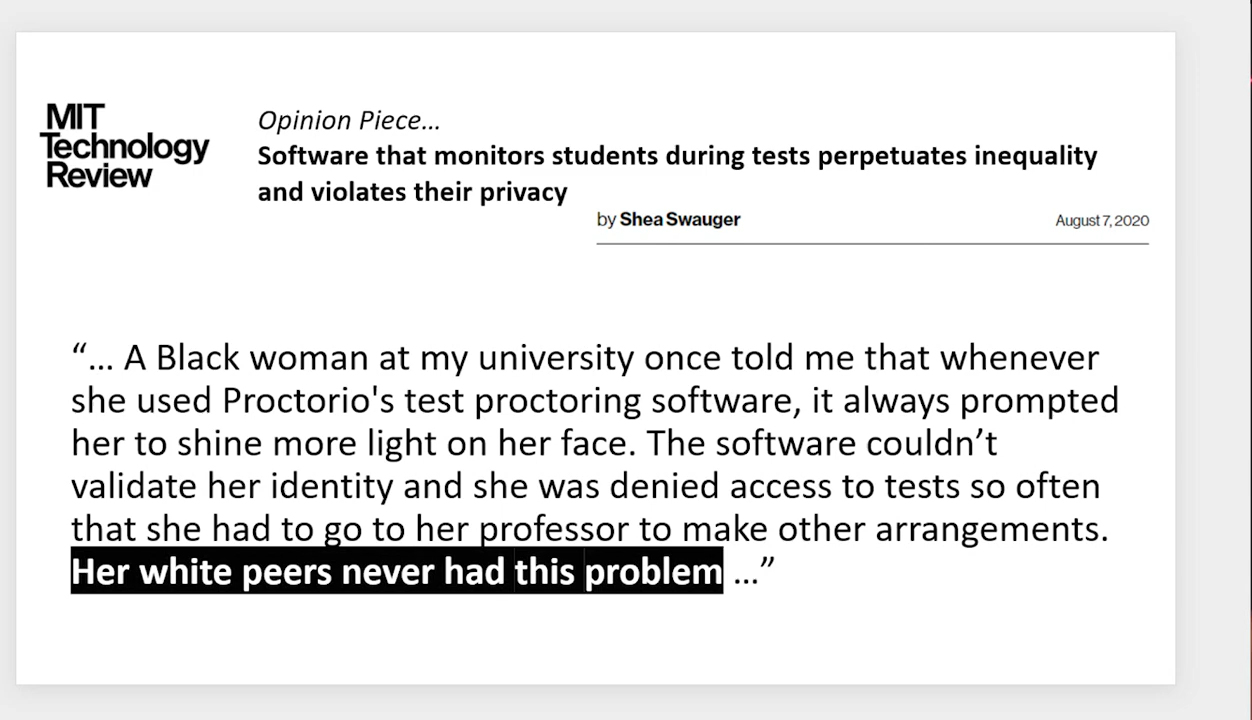 MIT
Technology
Review
Opinion Piece...
Software that monitors students during tests perpetuates inequality
and violates their privacy
by Shea Swauger
August 7, 2020
“... A Black woman at my university once told me that whenever
she used Proctorio's test proctoring software, it always prompted
her to shine more light on her face. The software couldn’t
validate her identity and she was denied access to tests so often
that she had to go to her professor to make other arrangements.
Her white peers never had this problem ...”